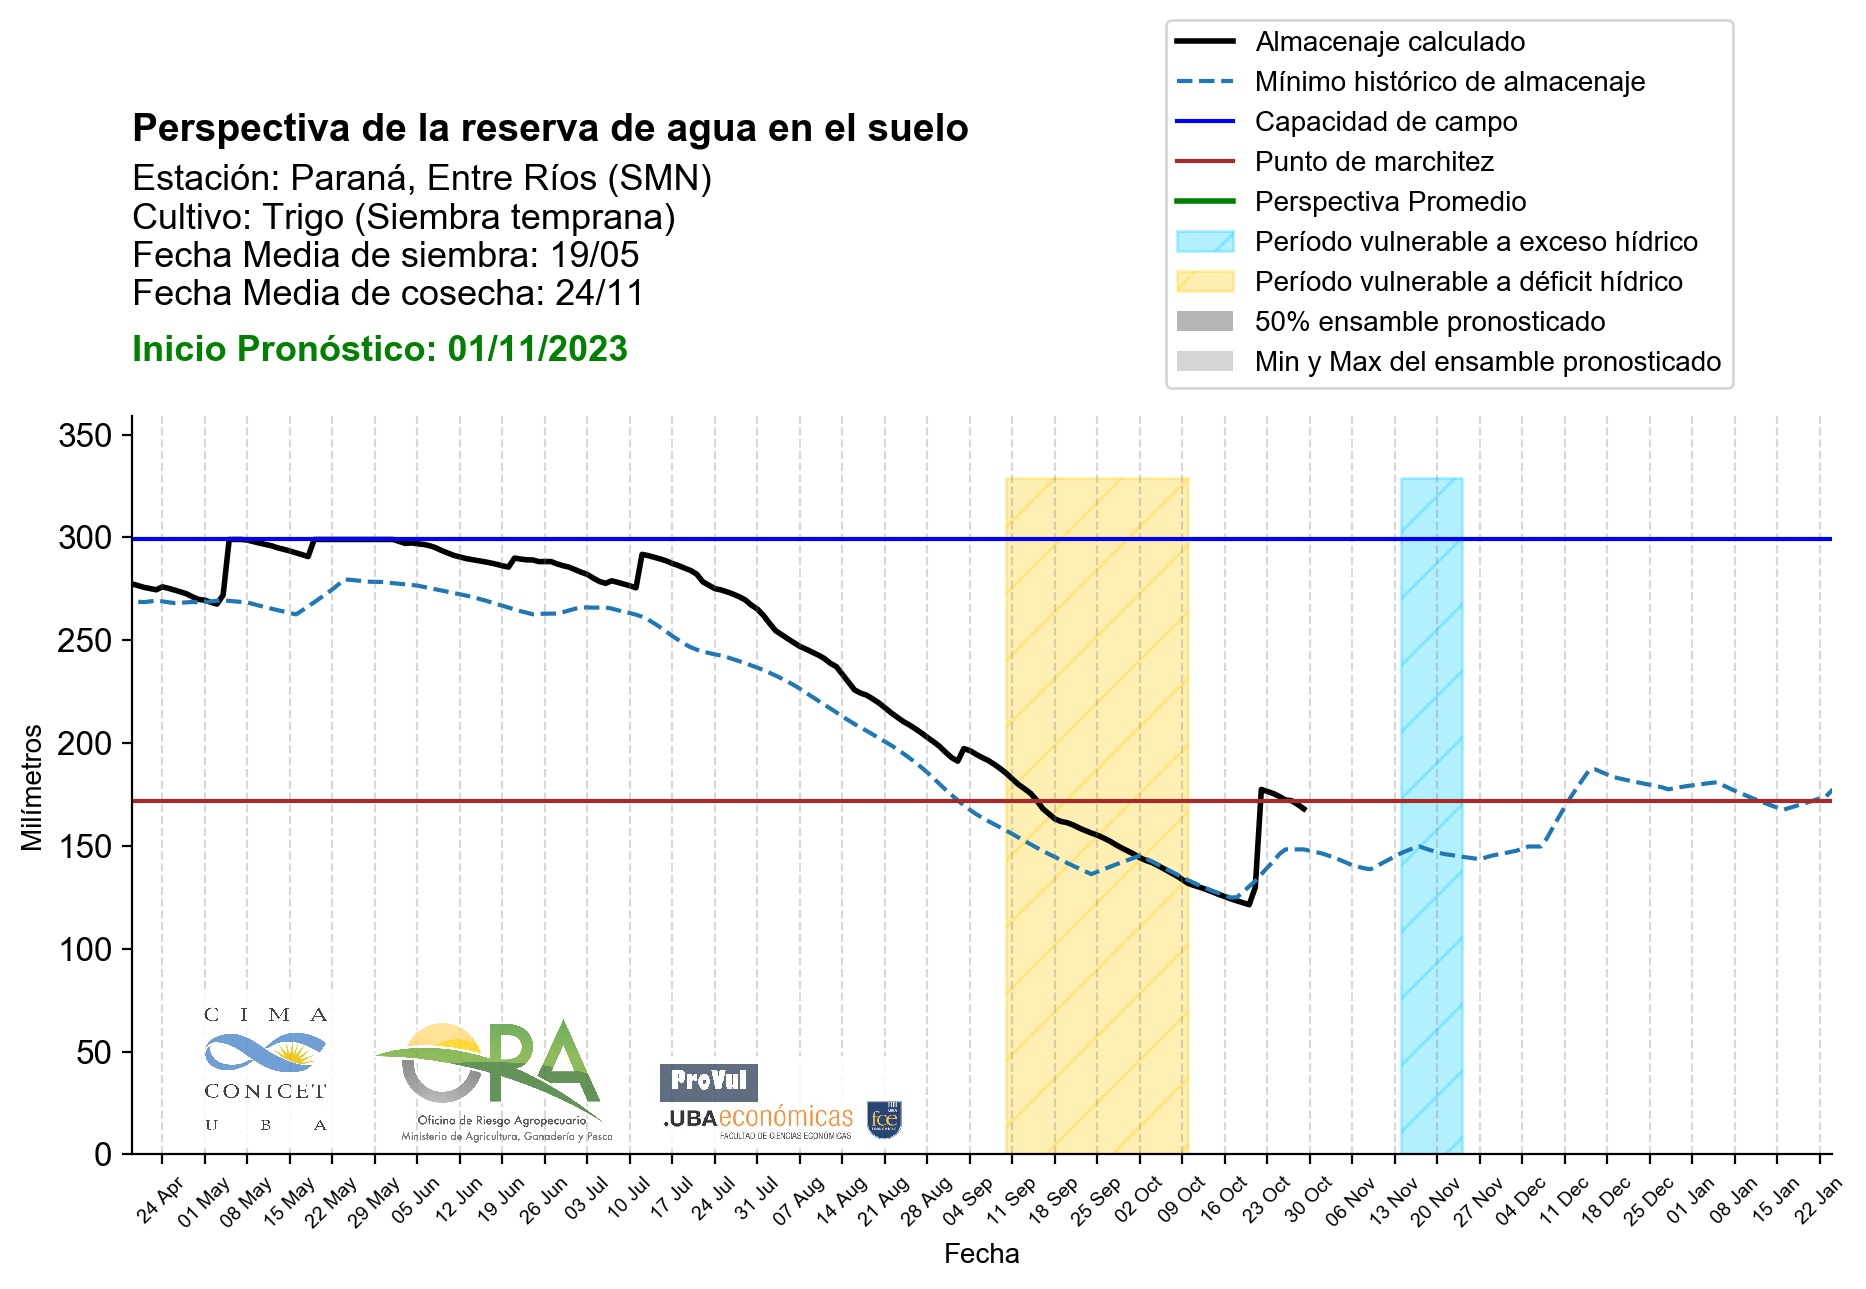 Almacenaje calculado
Mínimo histórico de almacenaje
Capacidad de campo
Punto de marchitez
Perspectiva Promedio
Período vulnerable a exceso hídrico
Período vulnerable a déficit hídrico
50% ensamble pronosticado
Min y Max del ensamble pronosticado
Perspectiva de la reserva de agua en el suelo
Estación: Paraná, Entre Ríos (SMN)
Cultivo: Trigo (Siembra temprana)
Fecha Media de siembra: 19/05
Fecha Media de cosecha: 24/11
Inicio Pronóstico: 01/11/2023
350
300
250
200
150
100
50
0
Milímetros
CIMA
CONICET
UBA
ORA
Oficina de Riesgo Agropecuario
Ministerio de Agricultura, Ganadería y Pesca
ProVul
.UBAeconómicas
FACULTAD DE CIENCIAS ECONÓMICAS
fce
24 Apr
01 May
08 May
15 May
22 May
29 May
05 Jun
12 Jun
19 Jun
26 Jun
03 Jul
10 Jul
17 Jul
24 Jul
31 Jul
07 Aug
14 Aug
21 Aug
28 Aug
04 Sep
11 Sep
18 Sep
25 Sep
02 Oct
09 Oct
16 Oct
23 Oct
30 Oct
06 Nov
13 Nov
20 Nov
27 Nov
04 Dec
11 Dec
18 Dec
25 Dec
01 Jan
08 Jan
15 Jan
22 Jan
Fecha